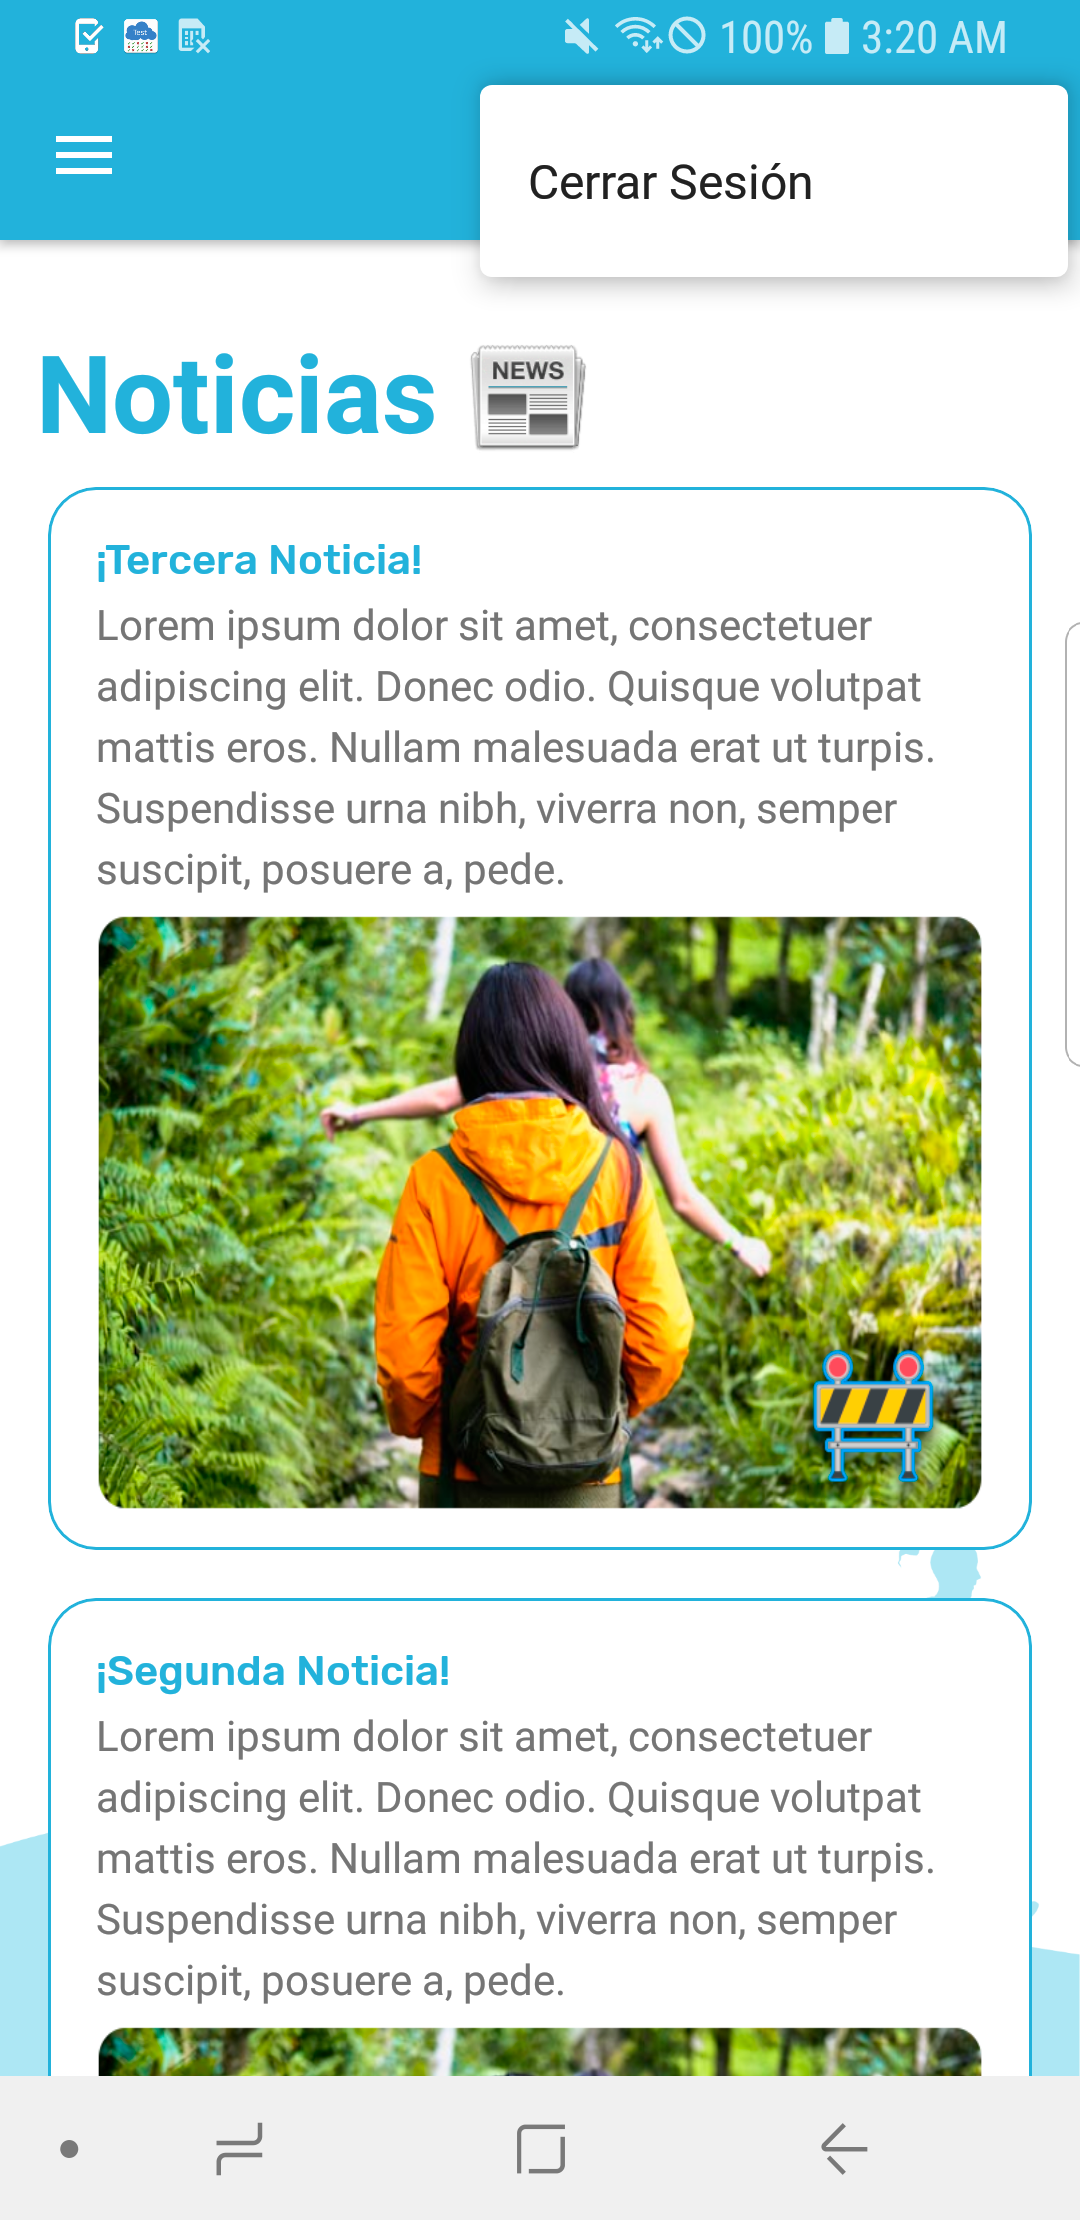 Test
100%
3:20 AM
Cerrar Sesión
Noticias
NEWS
¡Tercera Noticia!
Lorem ipsum dolor sit amet, consectetuer
adipiscing elit. Donec odio. Quisque volutpat
mattis eros. Nullam malesuada erat ut turpis.
Suspendisse urna nibh, viverra non, semper
suscipit, posuere a, pede.
¡Segunda Noticia!
Lorem ipsum dolor sit amet, consectetuer
adipiscing elit. Donec odio. Quisque volutpat
mattis eros. Nullam malesuada erat ut turpis.
Suspendisse urna nibh, viverra non, semper
suscipit, posuere a, pede.